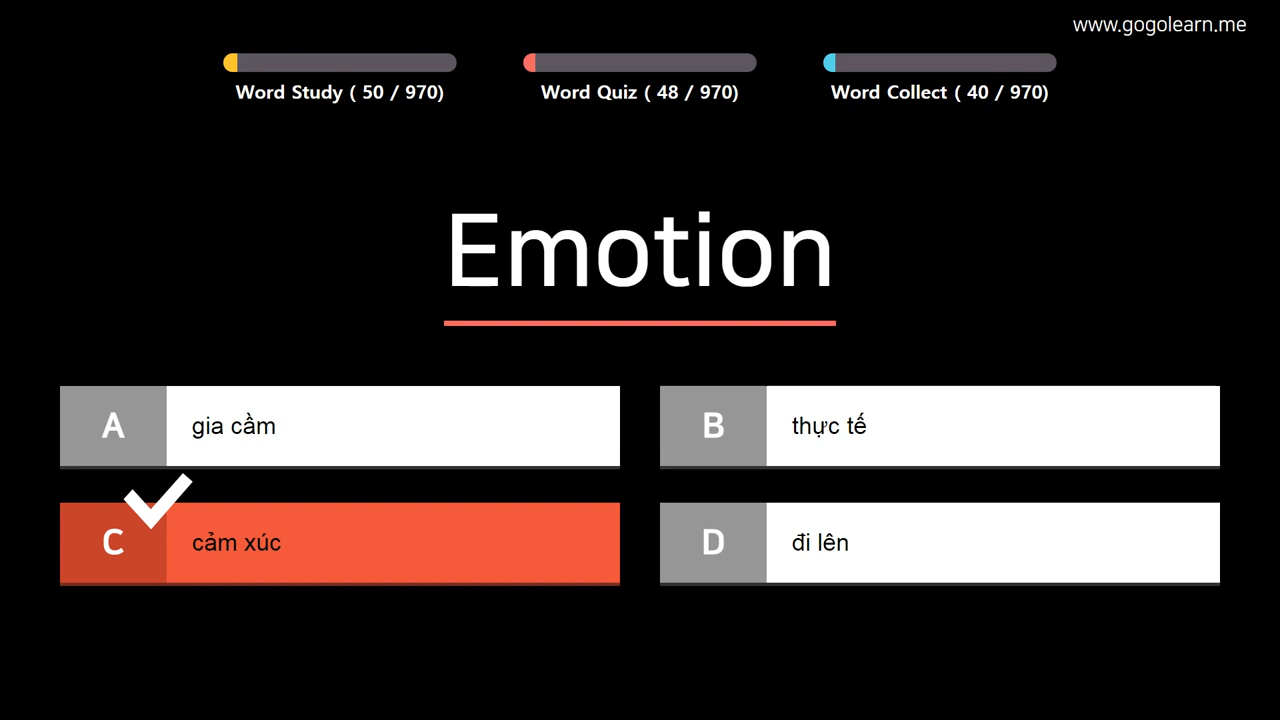 www.gogolearn.me
Word Study ( 50 / 970)
Word Quiz ( 48 / 970)
Word Collect ( 40 / 970)
Emotion
A
gia cầm
B
thực tế
C
cảm xúc
D
đi lên